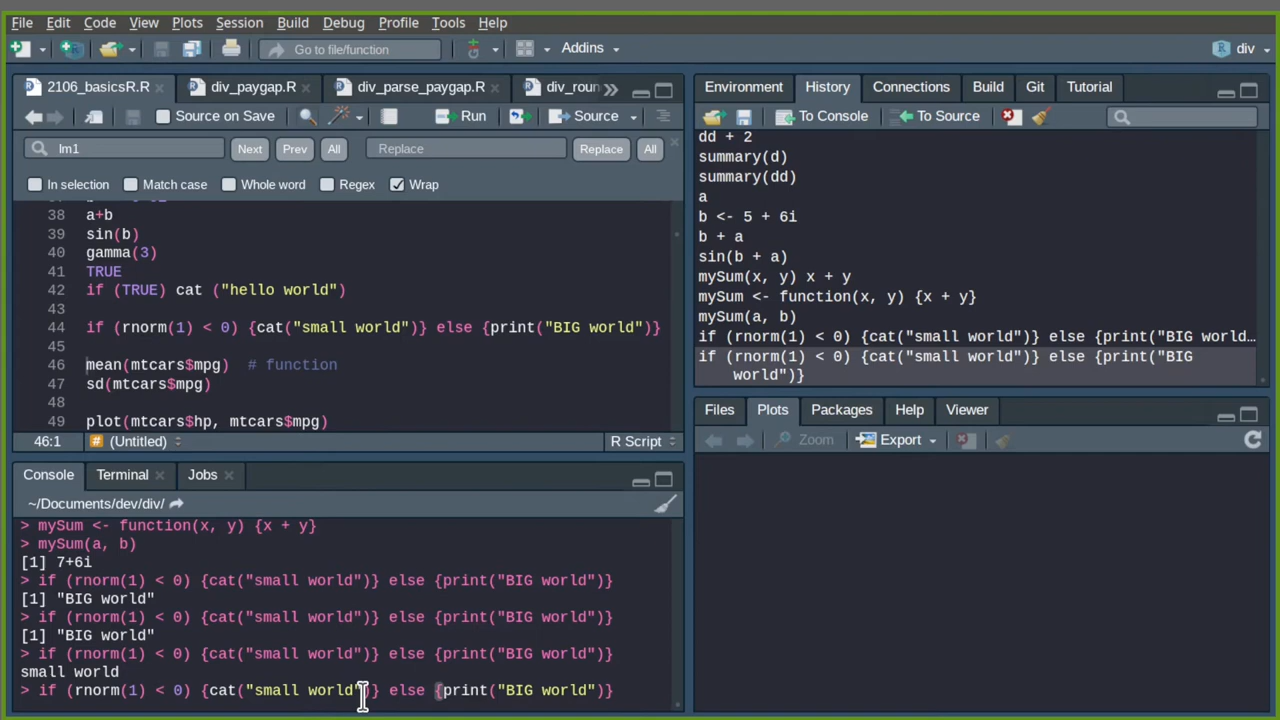 File Edit Code View Plots Session Build Debug Profile Tools Help
Go to file/function Addins div
2106_basicsR.R div_paygap.R div_parse_paygap.R div_roun
Source on Save Run Source
lm1 Next Prev All Replace Replace All
In selection Match case Whole word Regex Wrap
38 a+b
39 sin(b)
40 gamma(3)
41 TRUE
42 if (TRUE) cat ("hello world")
43
44 if (rnorm(1) < 0) {cat("small world")} else {print("BIG world")}
45
46 mean(mtcars$mpg)  # function
47 sd(mtcars$mpg)
48
49 plot(mtcars$hp, mtcars$mpg)
46:1 # (Untitled) R Script
Console Terminal Jobs
~/Documents/dev/div/
> mySum <- function(x, y) {x + y}
> mySum(a, b)
[1] 7+6i
> if (rnorm(1) < 0) {cat("small world")} else {print("BIG world")}
[1] "BIG world"
> if (rnorm(1) < 0) {cat("small world")} else {print("BIG world")}
[1] "BIG world"
> if (rnorm(1) < 0) {cat("small world")} else {print("BIG world")}
small world
> if (rnorm(1) < 0) {cat("small world")} else {print("BIG world")}
Environment History Connections Build Git Tutorial
To Console To Source
dd + 2
summary(d)
summary(dd)
a
b <- 5 + 6i
b + a
sin(b + a)
mySum(x, y) x + y
mySum <- function(x, y) {x + y}
mySum(a, b)
if (rnorm(1) < 0) {cat("small world")} else {print("BIG world…
if (rnorm(1) < 0) {cat("small world")} else {print("BIG
world")}
Files Plots Packages Help Viewer
Zoom Export